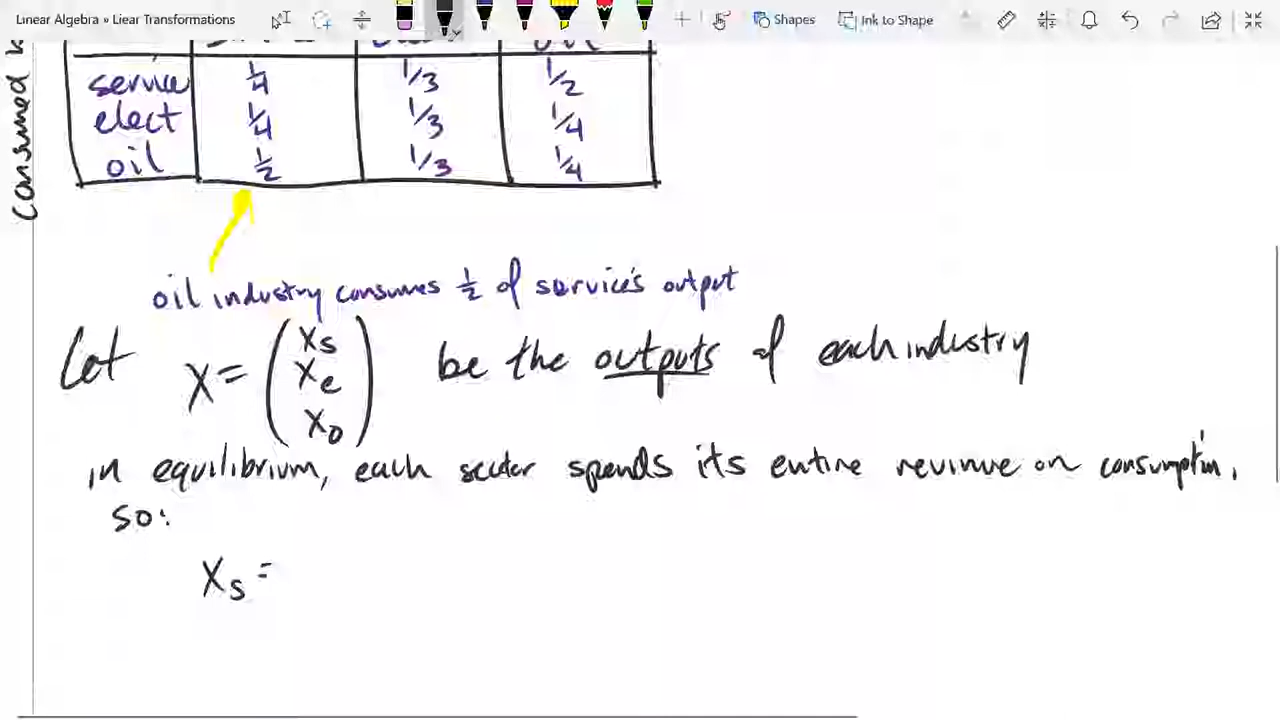 Linear Algebra » Liear Transformations
Shapes
Ink to Shape
service 1/4 1/3 1/2
elect 1/4 1/3 1/4
oil 1/2 1/3 1/4
oil industry consumes 1/2 of service's output
Let X = (xs xe xo) be the outputs of each industry
in equilibrium, each sector spends its entire revinue on consumptin,
so:
Xs =